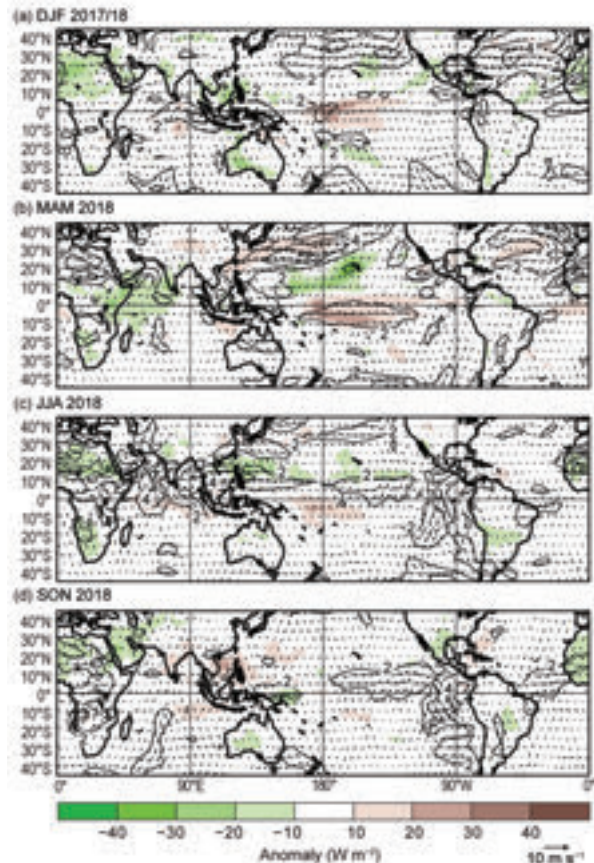 (a) DJF 2017/18
40°N
30°N
20°N
10°N
0°
10°S
20°S
30°S
40°S
(b) MAM 2018
40°N
30°N
20°N
10°N
0°
10°S
20°S
30°S
40°S
(c) JJA 2018
40°N
30°N
20°N
10°N
0°
10°S
20°S
30°S
40°S
(d) SON 2018
40°N
30°N
20°N
10°N
0°
10°S
20°S
30°S
40°S
0° 90°E 180° 90°W 0°
−40 −30 −20 −10 10 20 30 40
Anomaly (W m⁻²) 10 m s⁻¹